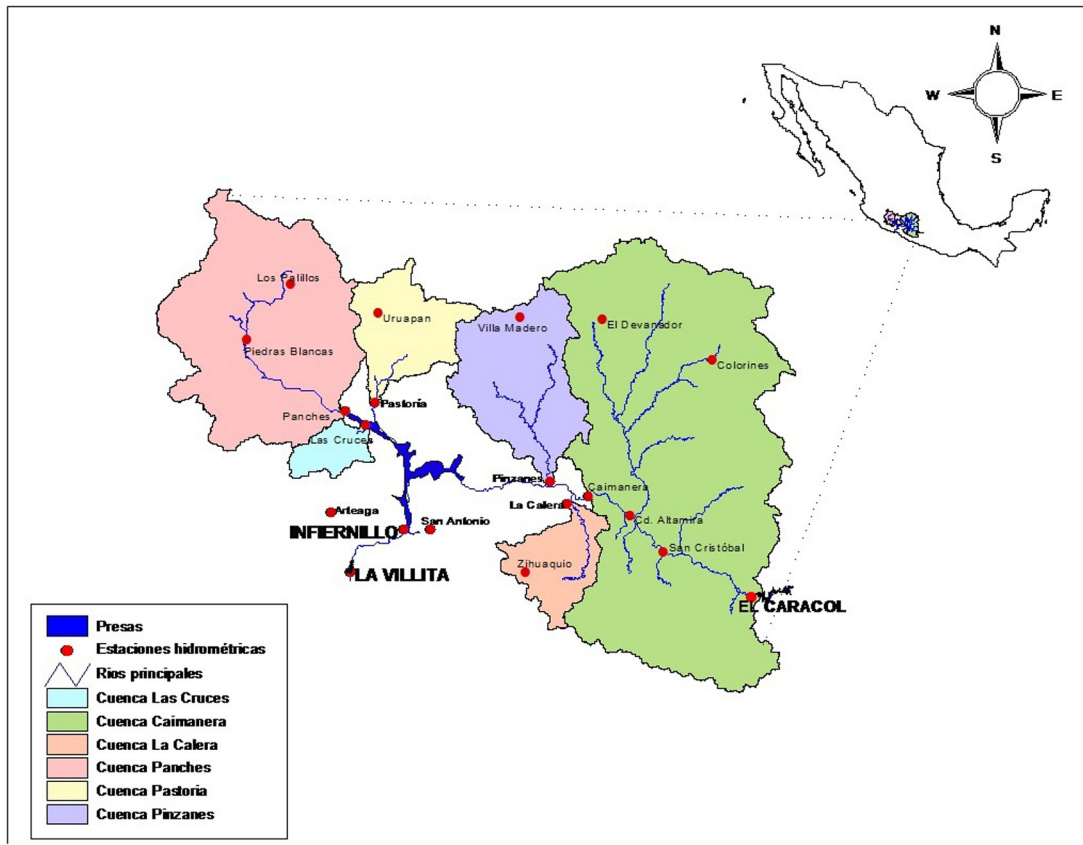 N
W
E
S
Los Palillos
Uruapan
Villa Madero
El Devanador
Piedras Blancas
Colorines
Pastoría
Panches
Las Cruces
Pinzanes
Caimanera
La Calera
Arteaga
Cd. Altamira
San Antonio
INFIERNILLO
San Cristóbal
LA VILLITA
Zihuaquio
EL CARACOL
Presas
Estaciones hidrométricas
Rios principales
Cuenca Las Cruces
Cuenca Caimanera
Cuenca La Calera
Cuenca Panches
Cuenca Pastoria
Cuenca Pinzanes